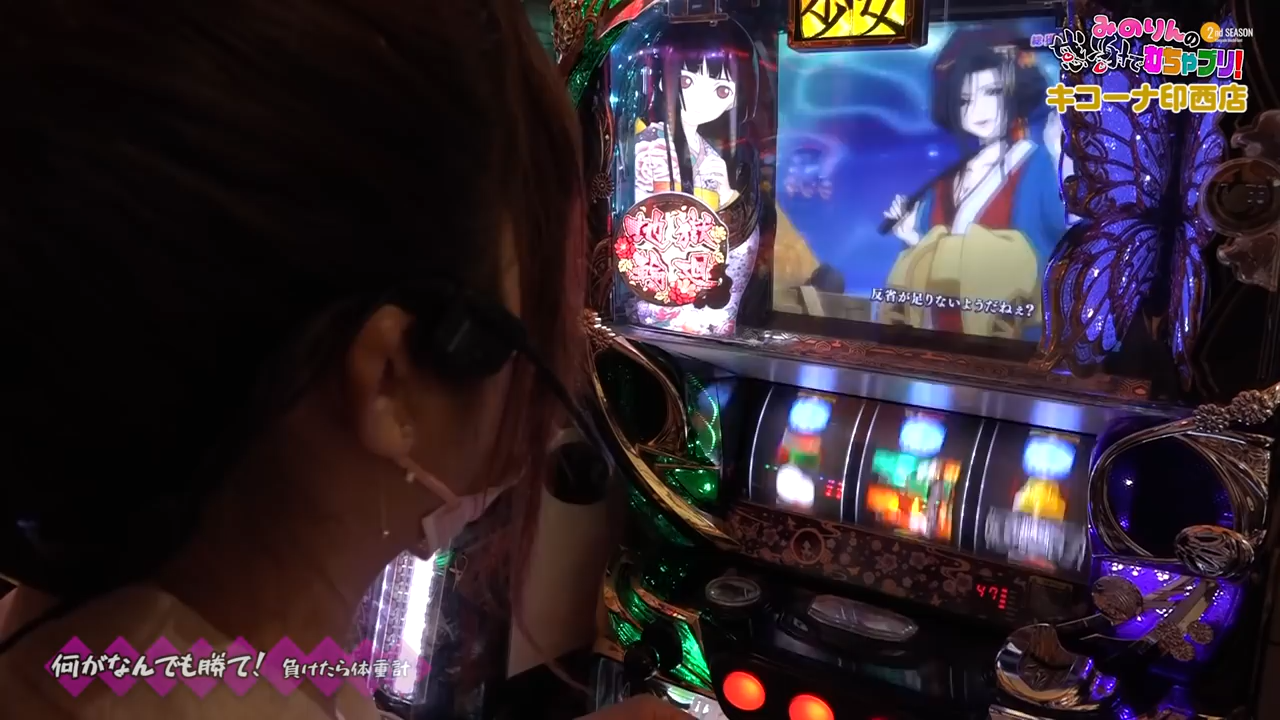 少女
みのりんの
2nd SEASON
でむちゃブリ!
キコーナ印西店
地獄
反省が足りないようだねぇ?
何がなんでも勝て! 負けたら体重計